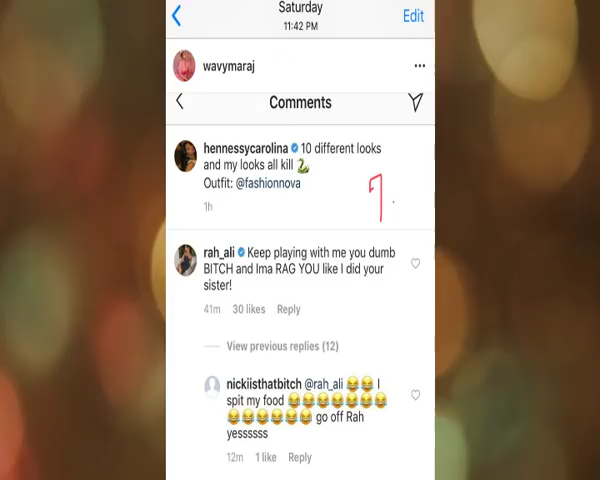 Saturday
11:42 PM
Edit
wavymaraj
Comments
hennessycarolina 10 different looks
and my looks all kill 🐍
Outfit: @fashionnova
1h
7
rah_ali Keep playing with me you dumb
BITCH and Ima RAG YOU like I did your
sister!
41m 30 likes Reply
View previous replies (12)
nickiisthatbitch @rah_ali 😂😂 I
spit my food 😂😂😂😂😂😂😂
😂😂😂😂😂😂 go off Rah
yessssss
12m 1 like Reply